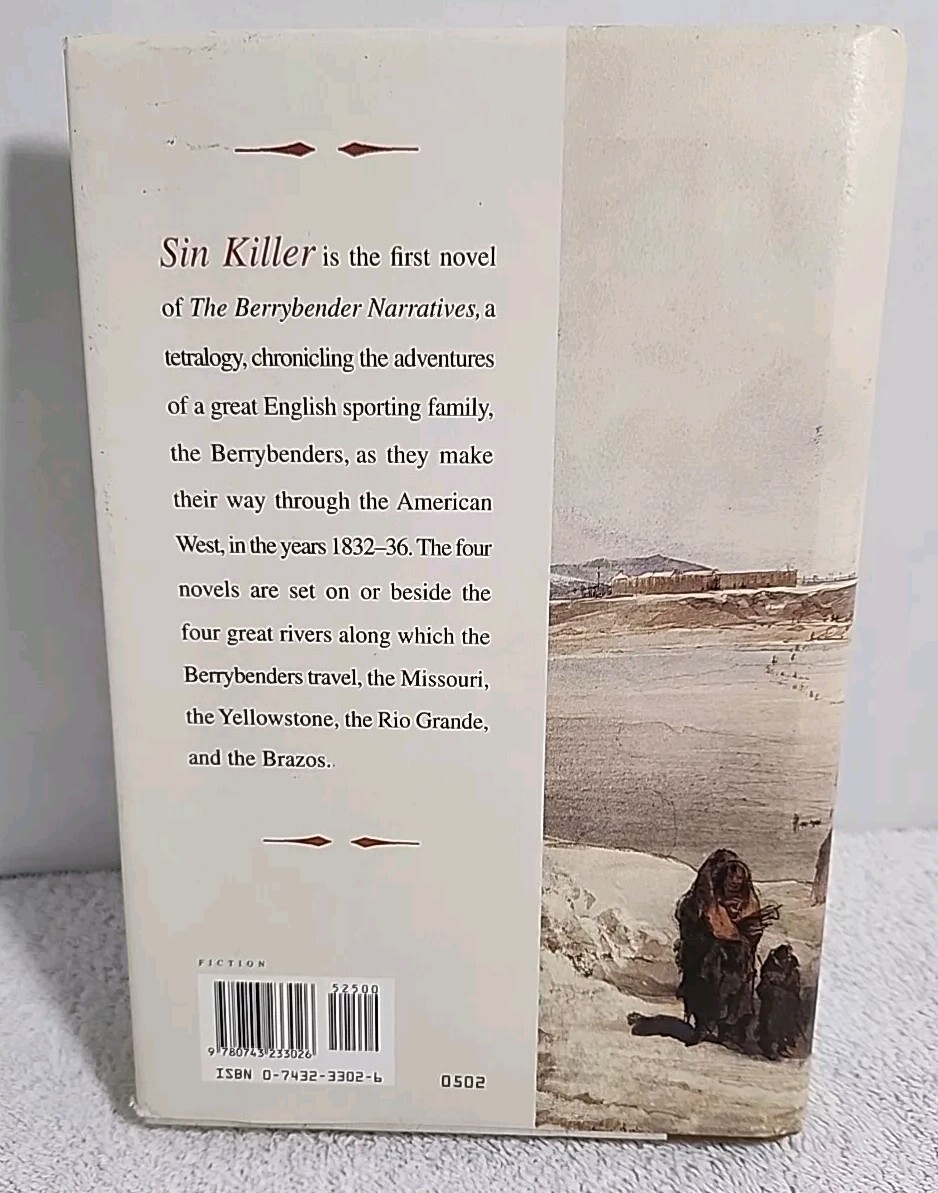 Sin Killer is the first novel
of The Berrybender Narratives, a
tetralogy, chronicling the adventures
of a great English sporting family,
the Berrybenders, as they make
their way through the American
West, in the years 1832–36. The four
novels are set on or beside the
four great rivers along which the
Berrybenders travel, the Missouri,
the Yellowstone, the Rio Grande,
and the Brazos.
FICTION
52500
9 780743 233026
ISBN 0-7432-3302-6
0502